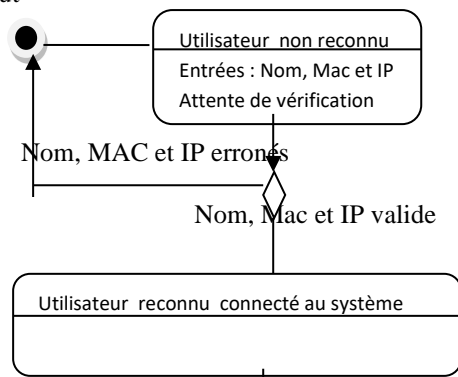 Utilisateur non reconnu
Entrées : Nom, Mac et IP
Attente de vérification
Nom, MAC et IP erronés
Nom, Mac et IP valide
Utilisateur reconnu connecté au système